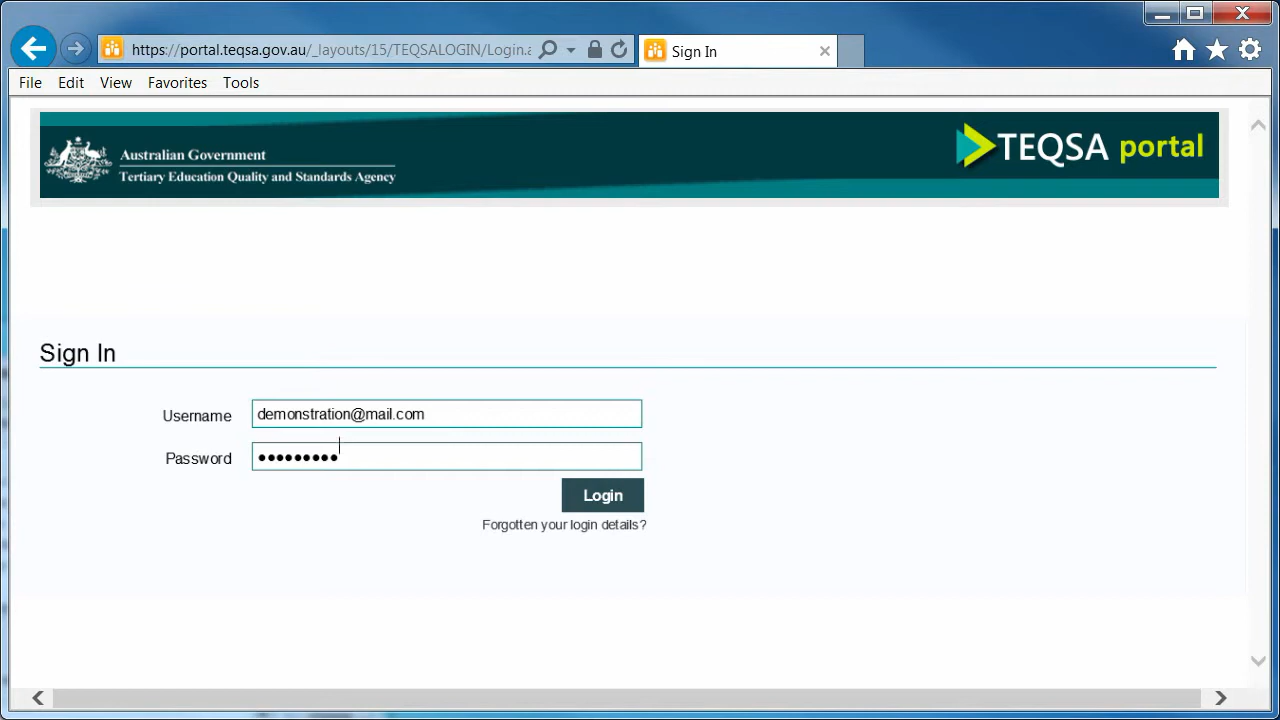 https://portal.teqsa.gov.au/_layouts/15/TEQSALOGIN/Login.a
Sign In
File Edit View Favorites Tools
Australian Government
Tertiary Education Quality and Standards Agency
TEQSA portal
Sign In
Username demonstration@mail.com
Password •••••••••
Login
Forgotten your login details?